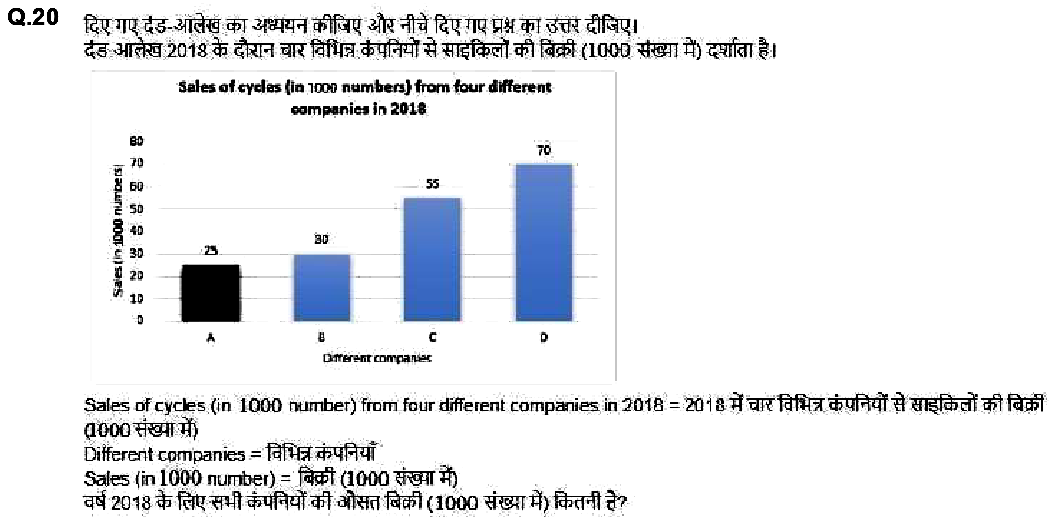 Q.20 दिए गए दंड-आलेख का अध्ययन कीजिए और नीचे दिए गए प्रश्न का उत्तर दीजिए।
दंड आलेख 2018 के दौरान चार विभिन्न कंपनियों से साइकिलों की बिक्री (1000 संख्या में) दर्शाता है।
Sales of cycles (in 1000 numbers) from four different
companies in 2018
Sales (in 1000 numbers)
80
70
60
50
40
30
20
10
0
25
30
55
70
A B C D
Different companies
Sales of cycles (in 1000 number) from four different companies in 2018 = 2018 में चार विभिन्न कंपनियों से साइकिलों की बिक्री
(1000 संख्या में)
Different companies = विभिन्न कंपनियाँ
Sales (in 1000 number) = बिक्री (1000 संख्या में)
वर्ष 2018 के लिए सभी कंपनियों की औसत बिक्री (1000 संख्या में) कितनी है?